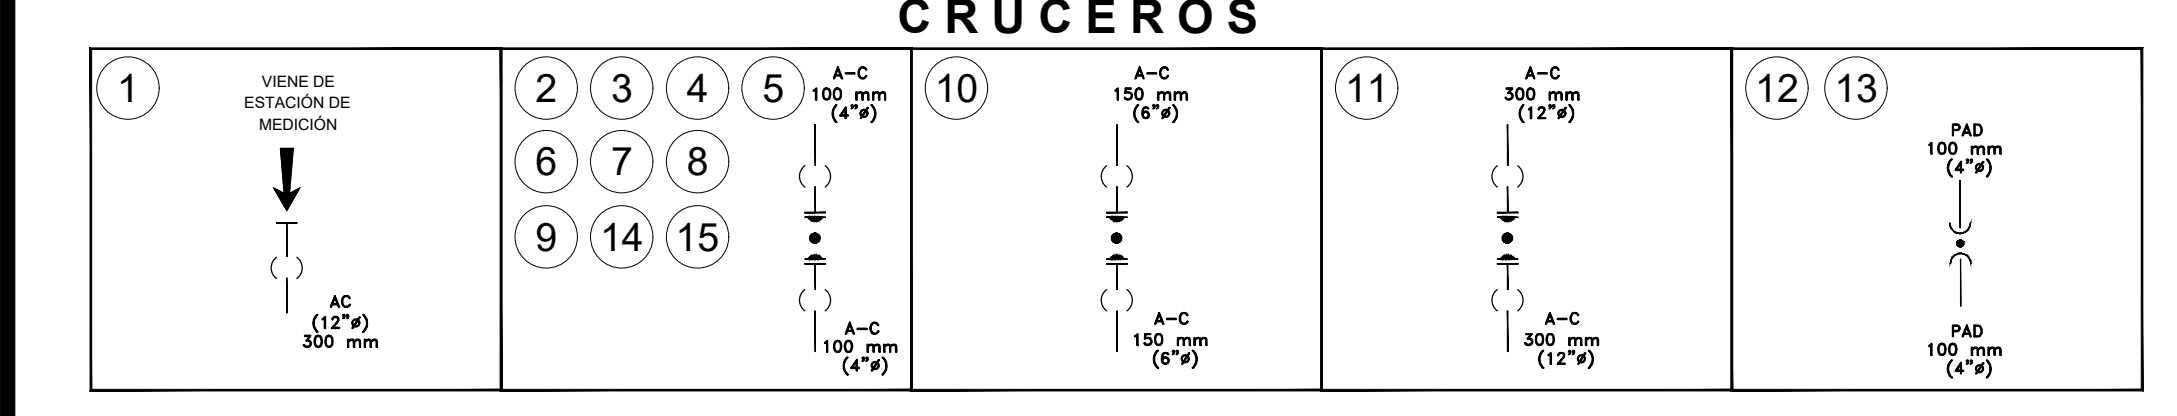 CRUCEROS
1
VIENE DE
ESTACIÓN DE
MEDICIÓN
AC
(12"ø)
300 mm
2 3 4 5
6 7 8
9 14 15
A-C
100 mm
(4"ø)
A-C
100 mm
(4"ø)
10
A-C
150 mm
(6"ø)
A-C
150 mm
(6"ø)
11
A-C
300 mm
(12"ø)
A-C
300 mm
(12"ø)
12 13
PAD
100 mm
(4"ø)
PAD
100 mm
(4"ø)